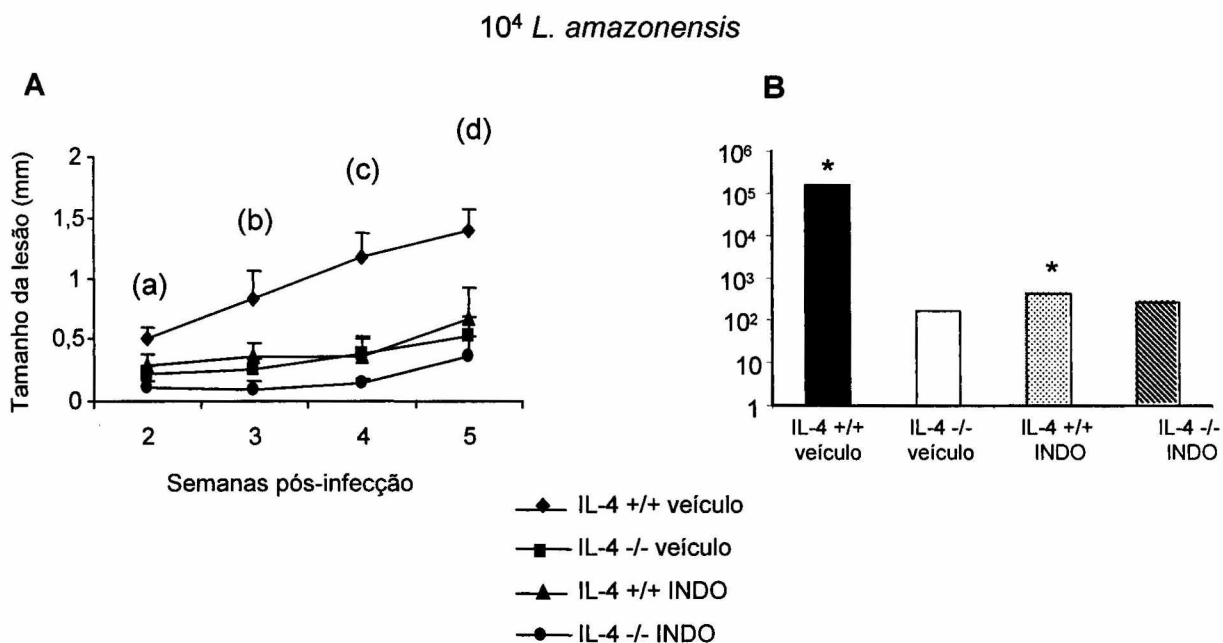 10⁴ L. amazonensis
A
Tamanho da lesão (mm)
2
1,5
1
0,5
0
(a)
(b)
(c)
(d)
2 3 4 5
Semanas pós-infecção
B
10⁶
10⁵
10⁴
10³
10²
10
1
*
*
IL-4 +/+ veículo
IL-4 -/- veículo
IL-4 +/+ INDO
IL-4 -/- INDO
IL-4 +/+ veículo
IL-4 -/- veículo
IL-4 +/+ INDO
IL-4 -/- INDO